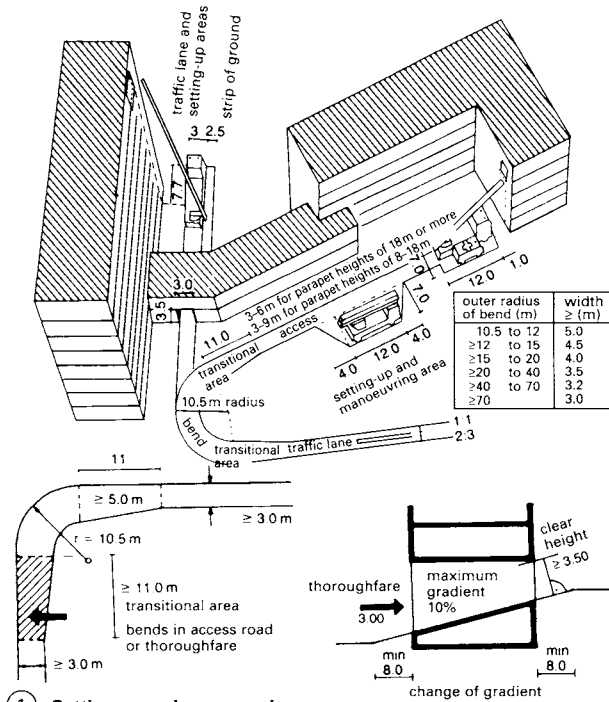 traffic lane and
setting-up areas
strip of ground
3 2.5
7.7
3.0
3.5
11.0
3–6m for parapet heights of 18m or more
3–9m for parapet heights of 8–18m
transitional access
area
7.0
7.0
12.0
1.0
4.0
12.0
4.0
setting-up and
manoeuvring area
outer radius of bend (m) width ≥ (m)
10.5 to 12 5.0
≥12 to 15 4.5
≥15 to 20 4.0
≥20 to 40 3.5
≥40 to 70 3.2
≥70 3.0
10.5m radius
bend
transitional traffic lane
area
1:1
2:3
11
≥ 5.0 m
≥ 3.0 m
r = 10.5 m
≥ 11.0 m
transitional area
bends in access road
or thoroughfare
≥ 3.0 m
clear
height
≥ 3.50
thoroughfare
3.00
maximum
gradient
10%
min
8.0
min
8.0
change of gradient